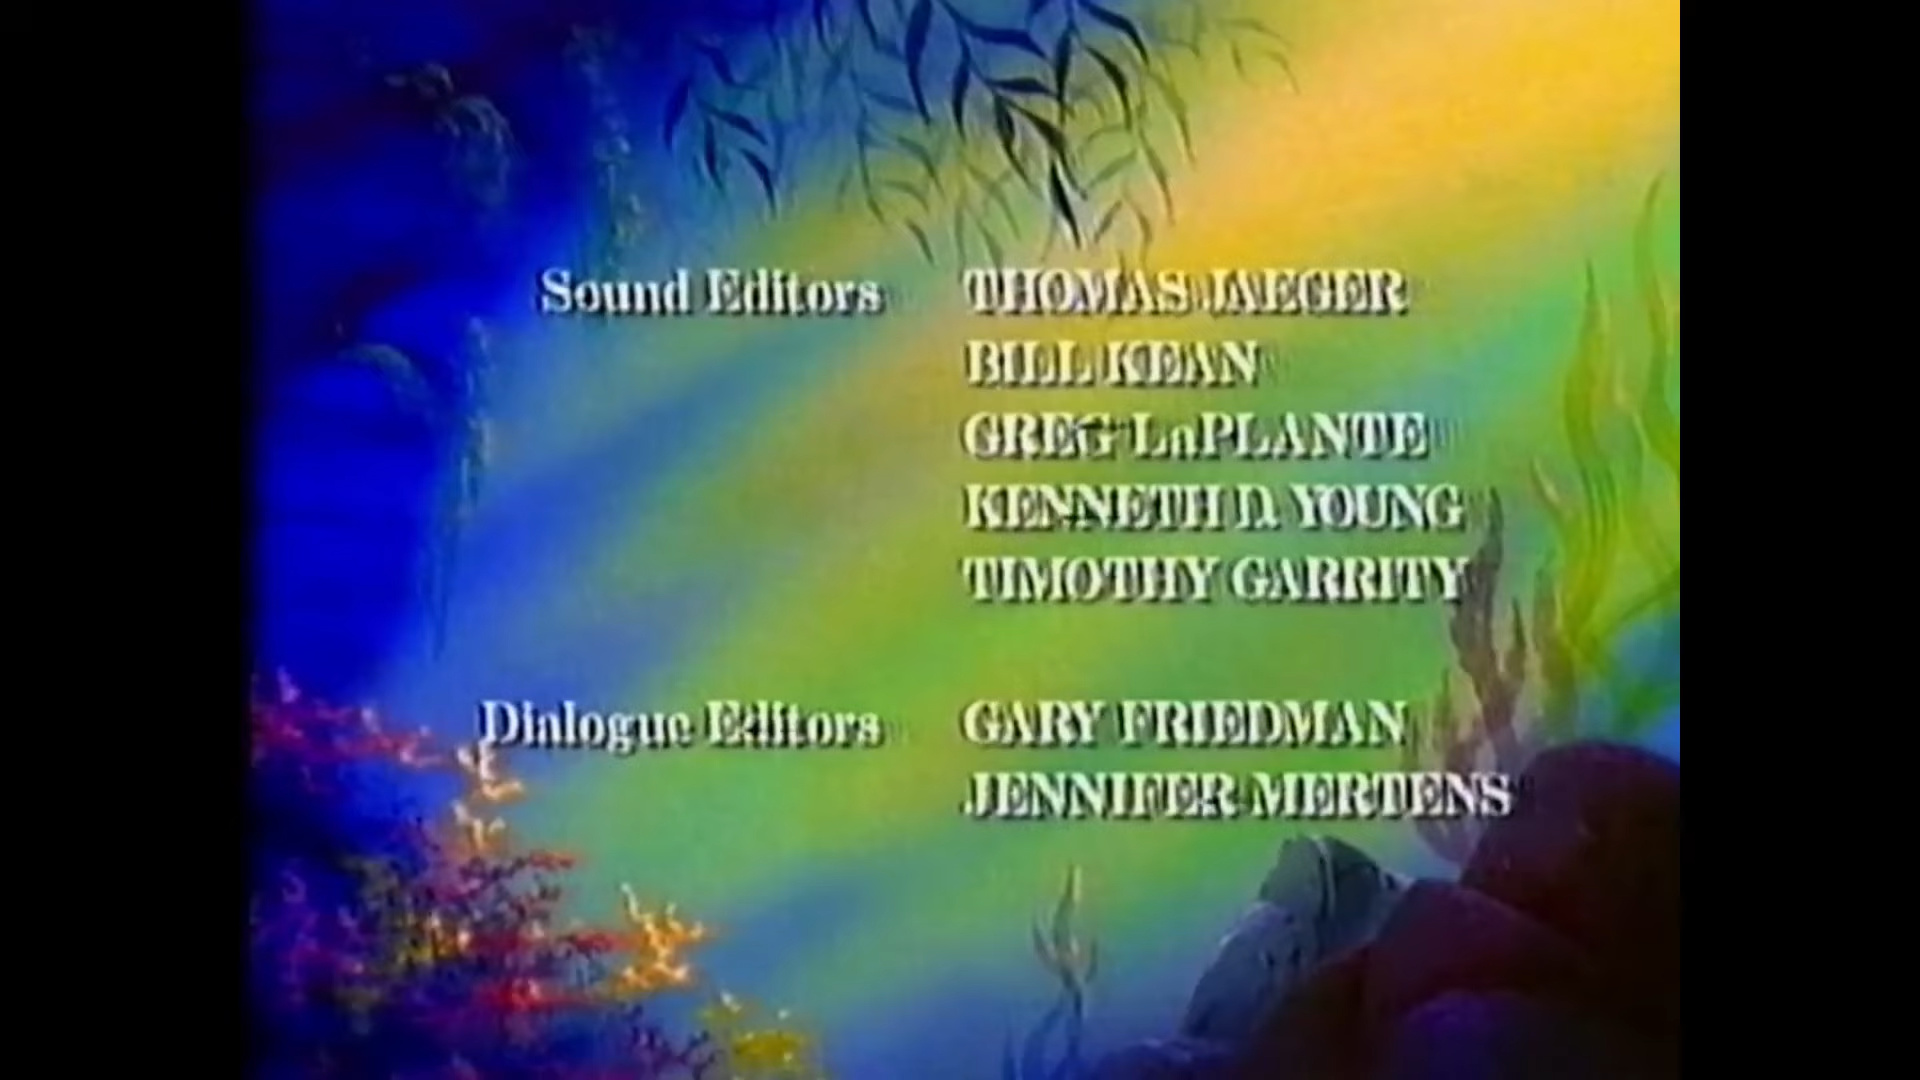 Sound Editors THOMAS JAEGER
BILL KEAN
GREG LaPLANTE
KENNETH D. YOUNG
TIMOTHY GARRITY
Dialogue Editors GARY FRIEDMAN
JENNIFER MERTENS